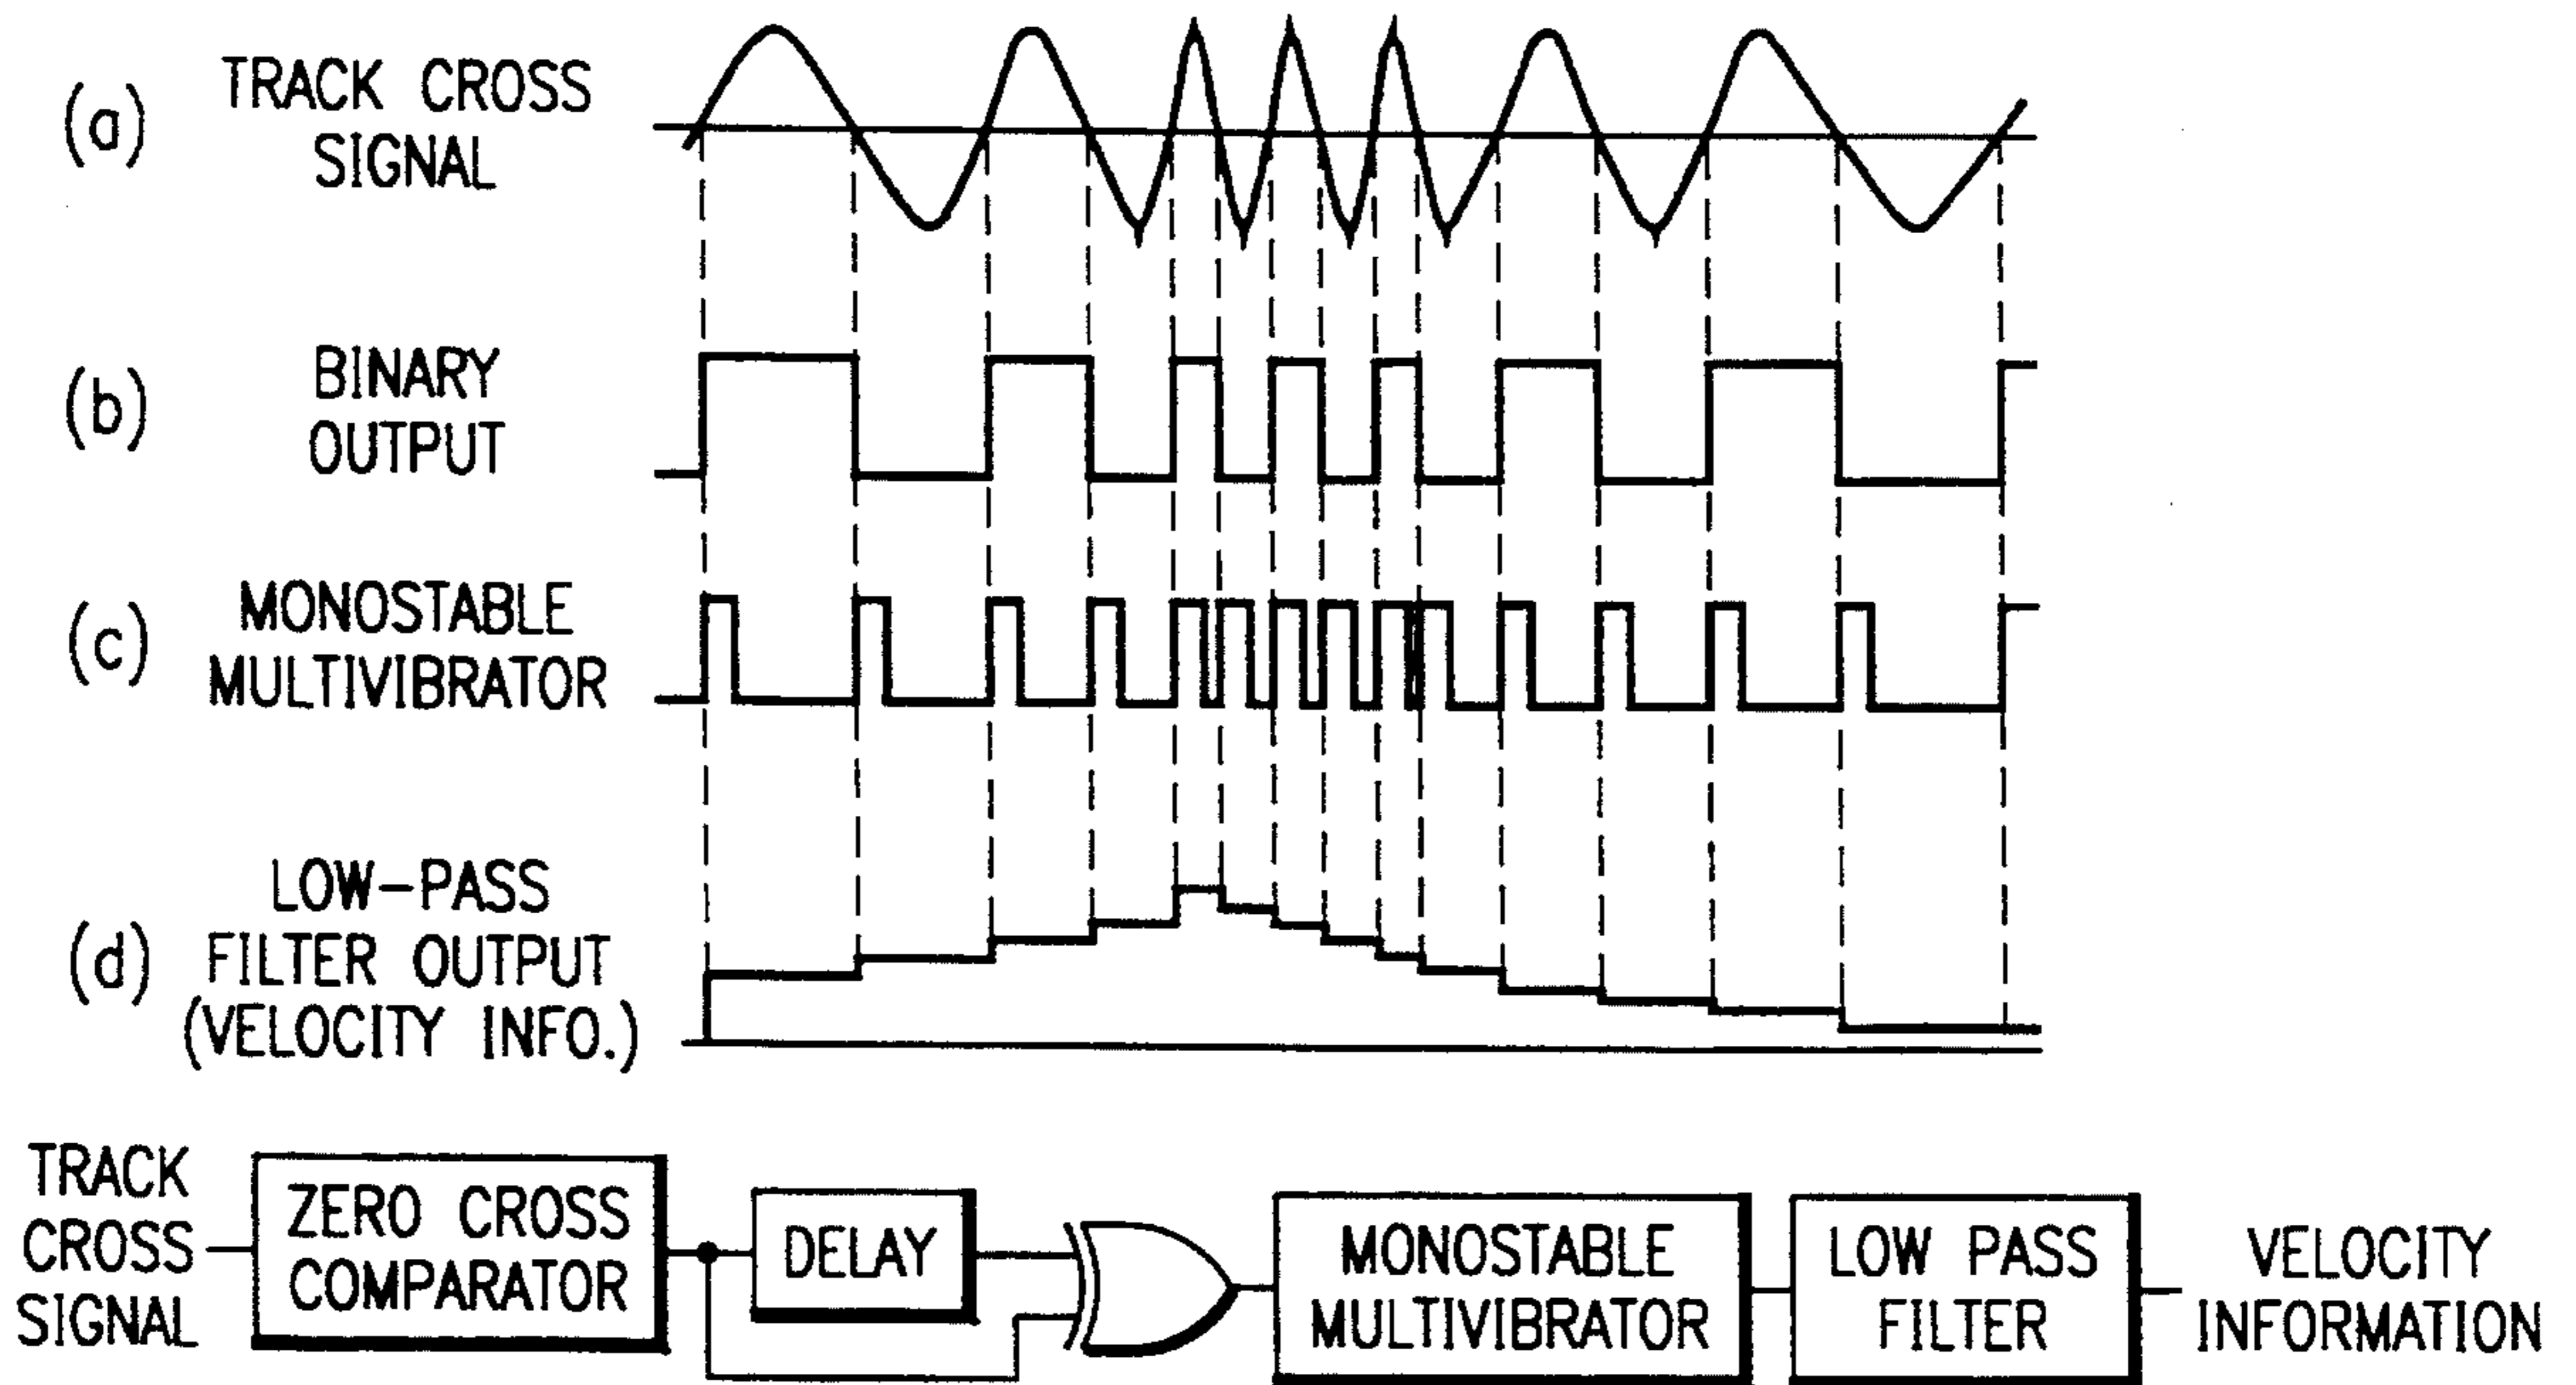 (a) TRACK CROSS
SIGNAL
(b) BINARY
OUTPUT
(c) MONOSTABLE
MULTIVIBRATOR
(d) LOW-PASS
FILTER OUTPUT
(VELOCITY INFO.)
TRACK
CROSS
SIGNAL
ZERO CROSS
COMPARATOR
DELAY
MONOSTABLE
MULTIVIBRATOR
LOW PASS
FILTER
VELOCITY
INFORMATION